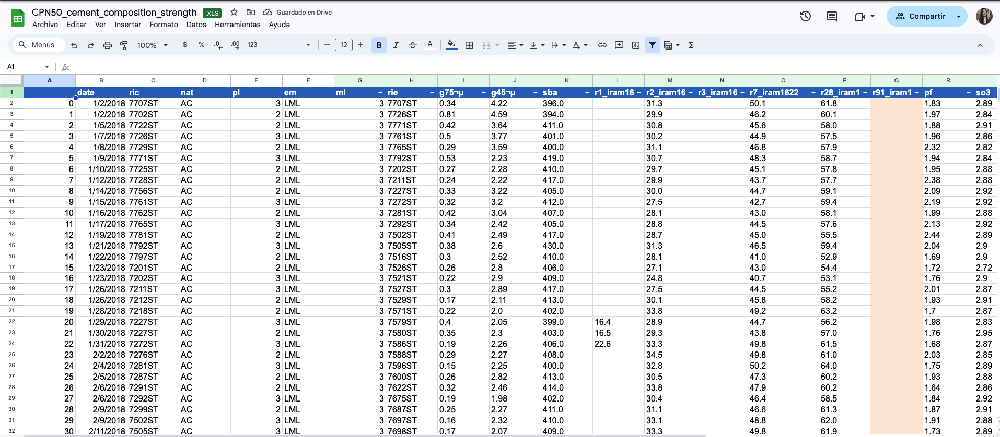 CPN50_cement_composition_strength .XLS Guardado en Drive
Archivo Editar Ver Insertar Formato Datos Herramientas Ayuda
Compartir
Menús 100% $ % .0 .00 123 12 B I A Σ
A1 fx
A B C D E F G H I J K L M N O P Q R
1 date ric nat pl em ml rie g75¬µ g45¬µ sba r1_iram16 r2_iram16 r3_iram16 r7_iram1622 r28_iram1 r91_iram1 pf so3
2 0 1/2/2018 7707ST AC 3 LML 3 7707ST 0.34 4.22 396.0 31.3 50.1 61.8 1.83 2.89
3 1 1/2/2018 7702ST AC 2 LML 3 7726ST 0.81 4.59 394.0 29.9 46.2 60.1 1.97 2.84
4 2 1/5/2018 7722ST AC 3 LML 3 7771ST 0.42 3.64 411.0 30.8 45.6 58.0 1.88 2.91
5 3 1/7/2018 7726ST AC 3 LML 3 7761ST 0.5 3.77 401.0 30.2 44.9 57.5 1.96 2.86
6 4 1/8/2018 7729ST AC 2 LML 3 7765ST 0.29 3.59 400.0 31.1 46.8 57.9 2.32 2.82
7 5 1/9/2018 7771ST AC 3 LML 3 7792ST 0.53 2.23 419.0 30.7 48.3 58.7 1.94 2.84
8 6 1/10/2018 7725ST AC 2 LML 3 7202ST 0.27 2.28 410.0 29.7 45.1 57.8 1.95 2.88
9 7 1/12/2018 7728ST AC 2 LML 3 7211ST 0.24 2.22 417.0 29.9 43.7 57.7 2.38 2.88
10 8 1/14/2018 7756ST AC 2 LML 3 7227ST 0.33 3.22 405.0 30.0 44.7 59.1 2.09 2.92
11 9 1/15/2018 7761ST AC 3 LML 3 7272ST 0.32 3.2 412.0 27.5 42.7 59.4 2.19 2.92
12 10 1/16/2018 7762ST AC 2 LML 3 7281ST 0.42 3.04 407.0 28.1 43.0 58.1 1.99 2.88
13 11 1/17/2018 7765ST AC 3 LML 3 7292ST 0.34 2.42 405.0 28.8 44.5 57.6 2.13 2.92
14 12 1/19/2018 7781ST AC 2 LML 3 7502ST 0.41 2.49 417.0 28.7 45.0 55.5 2.44 2.89
15 13 1/21/2018 7792ST AC 3 LML 3 7505ST 0.38 2.6 430.0 31.3 46.5 59.4 2.04 2.9
16 14 1/22/2018 7797ST AC 2 LML 3 7516ST 0.3 2.52 410.0 28.1 41.0 52.9 1.69 2.9
17 15 1/23/2018 7201ST AC 2 LML 3 7526ST 0.26 2.8 406.0 27.1 43.0 54.4 1.72 2.72
18 16 1/23/2018 7202ST AC 3 LML 3 7521ST 0.22 2.9 409.0 24.8 40.7 53.1 1.76 2.9
19 17 1/26/2018 7211ST AC 3 LML 3 7527ST 0.3 2.89 417.0 27.5 44.5 55.2 2.01 2.87
20 18 1/26/2018 7212ST AC 2 LML 3 7529ST 0.17 2.11 413.0 30.1 45.8 58.2 1.93 2.91
21 19 1/28/2018 7218ST AC 2 LML 3 7571ST 0.22 2.0 402.0 33.8 49.2 63.2 1.7 2.87
22 20 1/29/2018 7227ST AC 3 LML 3 7579ST 0.4 2.05 399.0 16.4 28.9 44.7 56.2 1.98 2.83
23 21 1/30/2018 7227ST AC 2 LML 3 7580ST 0.35 2.3 403.0 16.5 29.3 43.8 57.0 1.76 2.95
24 22 1/31/2018 7272ST AC 3 LML 3 7586ST 0.19 2.26 406.0 22.6 33.3 49.8 61.5 1.68 2.87
25 23 2/2/2018 7276ST AC 2 LML 3 7588ST 0.29 2.27 408.0 34.5 49.8 61.0 2.03 2.85
26 24 2/4/2018 7281ST AC 3 LML 3 7596ST 0.15 2.25 400.0 32.8 50.2 64.0 1.75 2.89
27 25 2/5/2018 7287ST AC 2 LML 3 7600ST 0.26 2.82 413.0 30.5 47.3 60.2 1.93 2.88
28 26 2/6/2018 7291ST AC 2 LML 3 7622ST 0.32 2.46 414.0 33.8 47.9 60.2 1.64 2.86
29 27 2/6/2018 7292ST AC 3 LML 3 7675ST 0.19 1.98 402.0 30.4 46.4 58.5 1.84 2.92
30 28 2/9/2018 7299ST AC 2 LML 3 7687ST 0.25 2.27 411.0 31.1 46.6 61.3 1.87 2.91
31 29 2/9/2018 7502ST AC 3 LML 3 7697ST 0.16 2.32 410.0 33.1 48.8 62.0 1.91 2.88
32 30 2/11/2018 7505ST AC 3 LML 3 7698ST 0.17 2.07 409.0 33.3 49.8 61.9 1.73 2.89